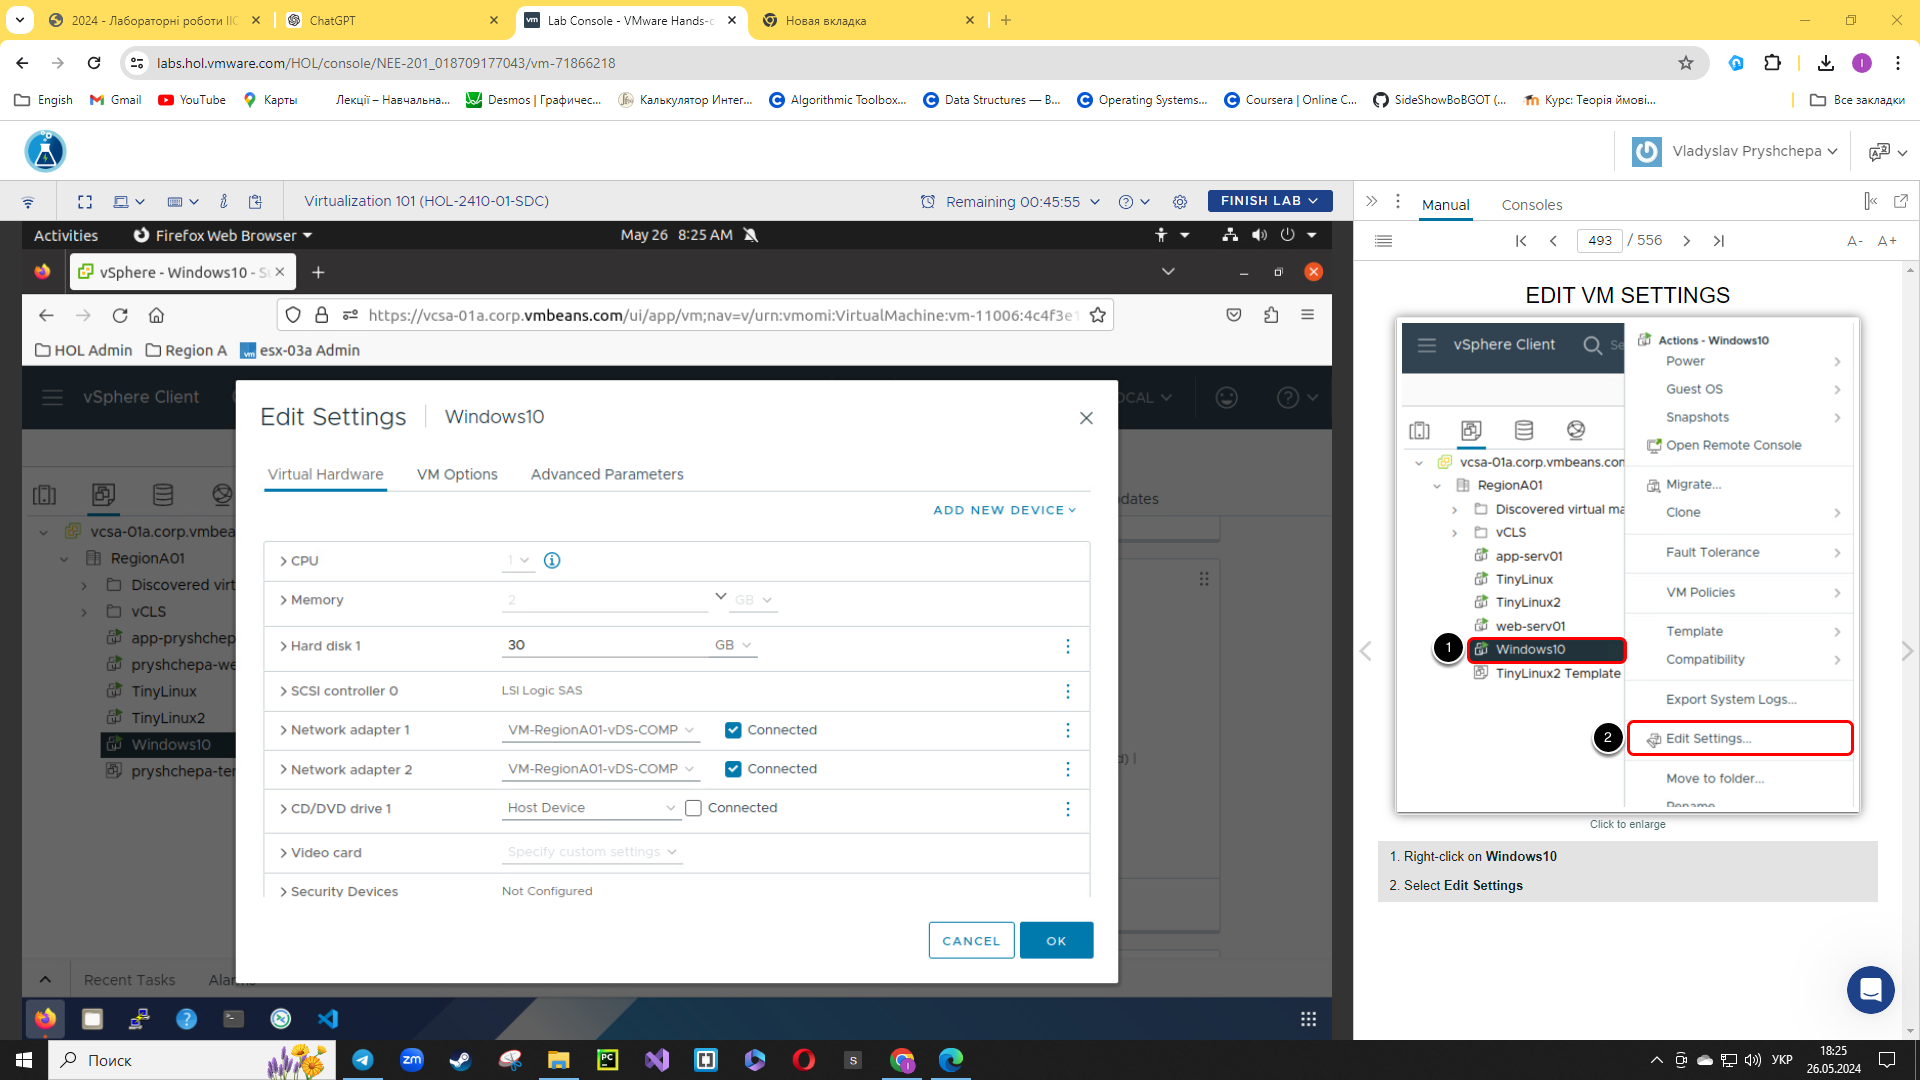 2024 - Лабораторні роботи ІІС
ChatGPT
Lab Console - VMware Hands-o
Новая вкладка
labs.hol.vmware.com/HOL/console/NEE-201_018709177043/vm-71866218
Engish
Gmail
YouTube
Карты
Лекції – Навчальна...
Desmos | Графичес...
Калькулятор Интег...
Algorithmic Toolbox...
Data Structures — В...
Operating Systems...
Coursera | Online C...
SideShowBoBGOT (...
Курс: Теорія ймові...
Все закладки
Vladyslav Pryshchepa
Virtualization 101 (HOL-2410-01-SDC)
Remaining 00:45:55
FINISH LAB
Manual
Consoles
493 / 556
A- A+
Activities
Firefox Web Browser
May 26 8:25 AM
vSphere - Windows10 - Su
https://vcsa-01a.corp.vmbeans.com/ui/app/vm;nav=v/urn:vmomi:VirtualMachine:vm-11006:4c4f3e1
HOL Admin
Region A
vm esx-03a Admin
vSphere Client
OCAL
dates
vcsa-01a.corp.vmbea
RegionA01
Discovered virt
vCLS
app-pryshchep
pryshchepa-we
TinyLinux
TinyLinux2
Windows10
pryshchepa-ter
Edit Settings
Windows10
Virtual Hardware
VM Options
Advanced Parameters
ADD NEW DEVICE
CPU
1
Memory
2
GB
Hard disk 1
30
GB
SCSI controller 0
LSI Logic SAS
Network adapter 1
VM-RegionA01-vDS-COMP
Connected
Network adapter 2
VM-RegionA01-vDS-COMP
Connected
CD/DVD drive 1
Host Device
Connected
Video card
Specify custom settings
Security Devices
Not Configured
d) |
CANCEL
OK
Recent Tasks
Alarms
EDIT VM SETTINGS
vSphere Client
Se
vcsa-01a.corp.vmbeans.com
RegionA01
Discovered virtual ma
vCLS
app-serv01
TinyLinux
TinyLinux2
web-serv01
1
Windows10
TinyLinux2 Template
Actions - Windows10
Power
Guest OS
Snapshots
Open Remote Console
Migrate...
Clone
Fault Tolerance
VM Policies
Template
Compatibility
Export System Logs...
2
Edit Settings...
Move to folder...
Rename
Click to enlarge
1. Right-click on Windows10
2. Select Edit Settings
Поиск
zm
PC
S
УКР
18:25
26.05.2024